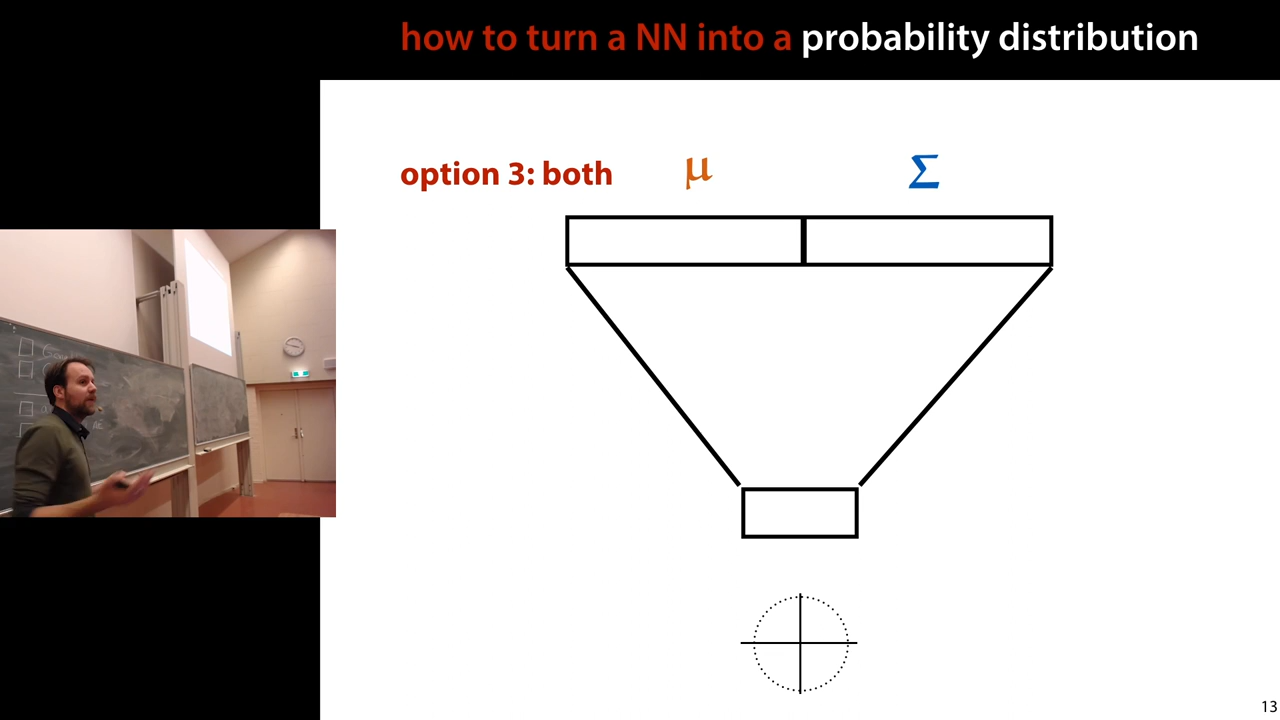 how to turn a NN into a probability distribution
option 3: both μ Σ
13